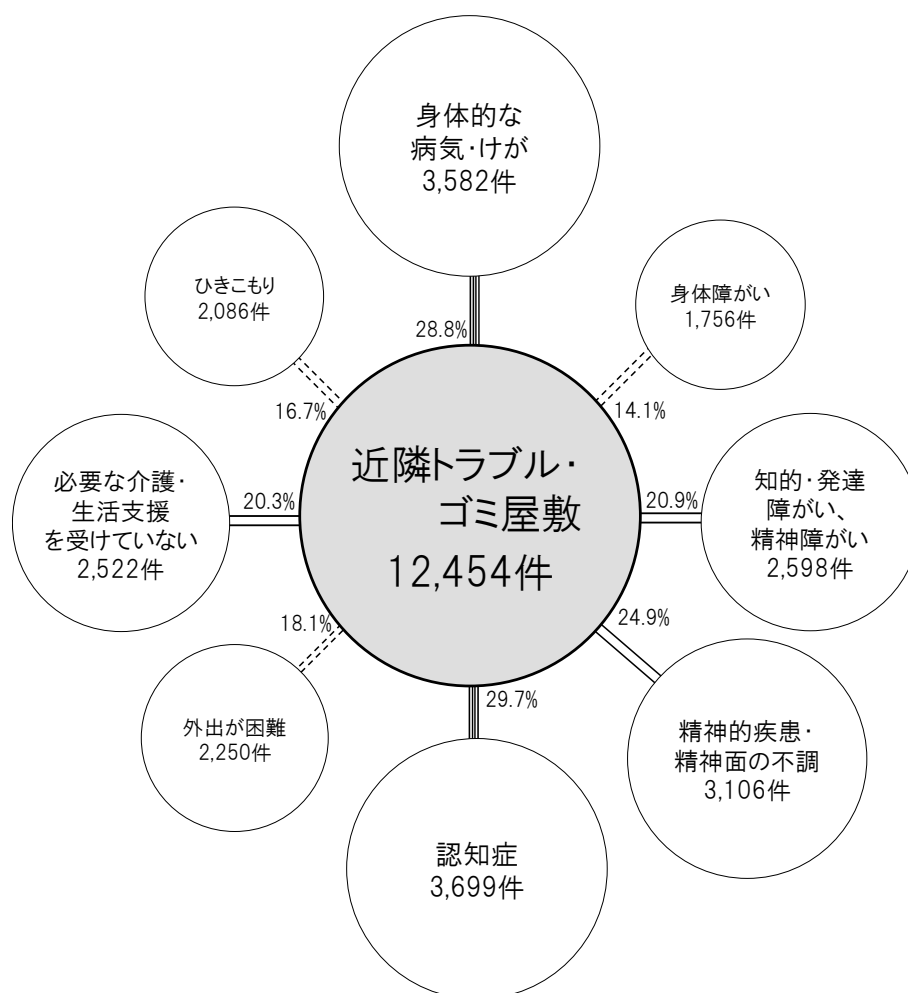 身体的な
病気・けが
3,582件
ひきこもり
2,086件
身体障がい
1,756件
28.8%
16.7%
14.1%
近隣トラブル・
ゴミ屋敷
12,454件
必要な介護・
生活支援
を受けていない
2,522件
20.3%
20.9%
知的・発達
障がい、
精神障がい
2,598件
18.1%
24.9%
外出が困難
2,250件
29.7%
精神的疾患・
精神面の不調
3,106件
認知症
3,699件